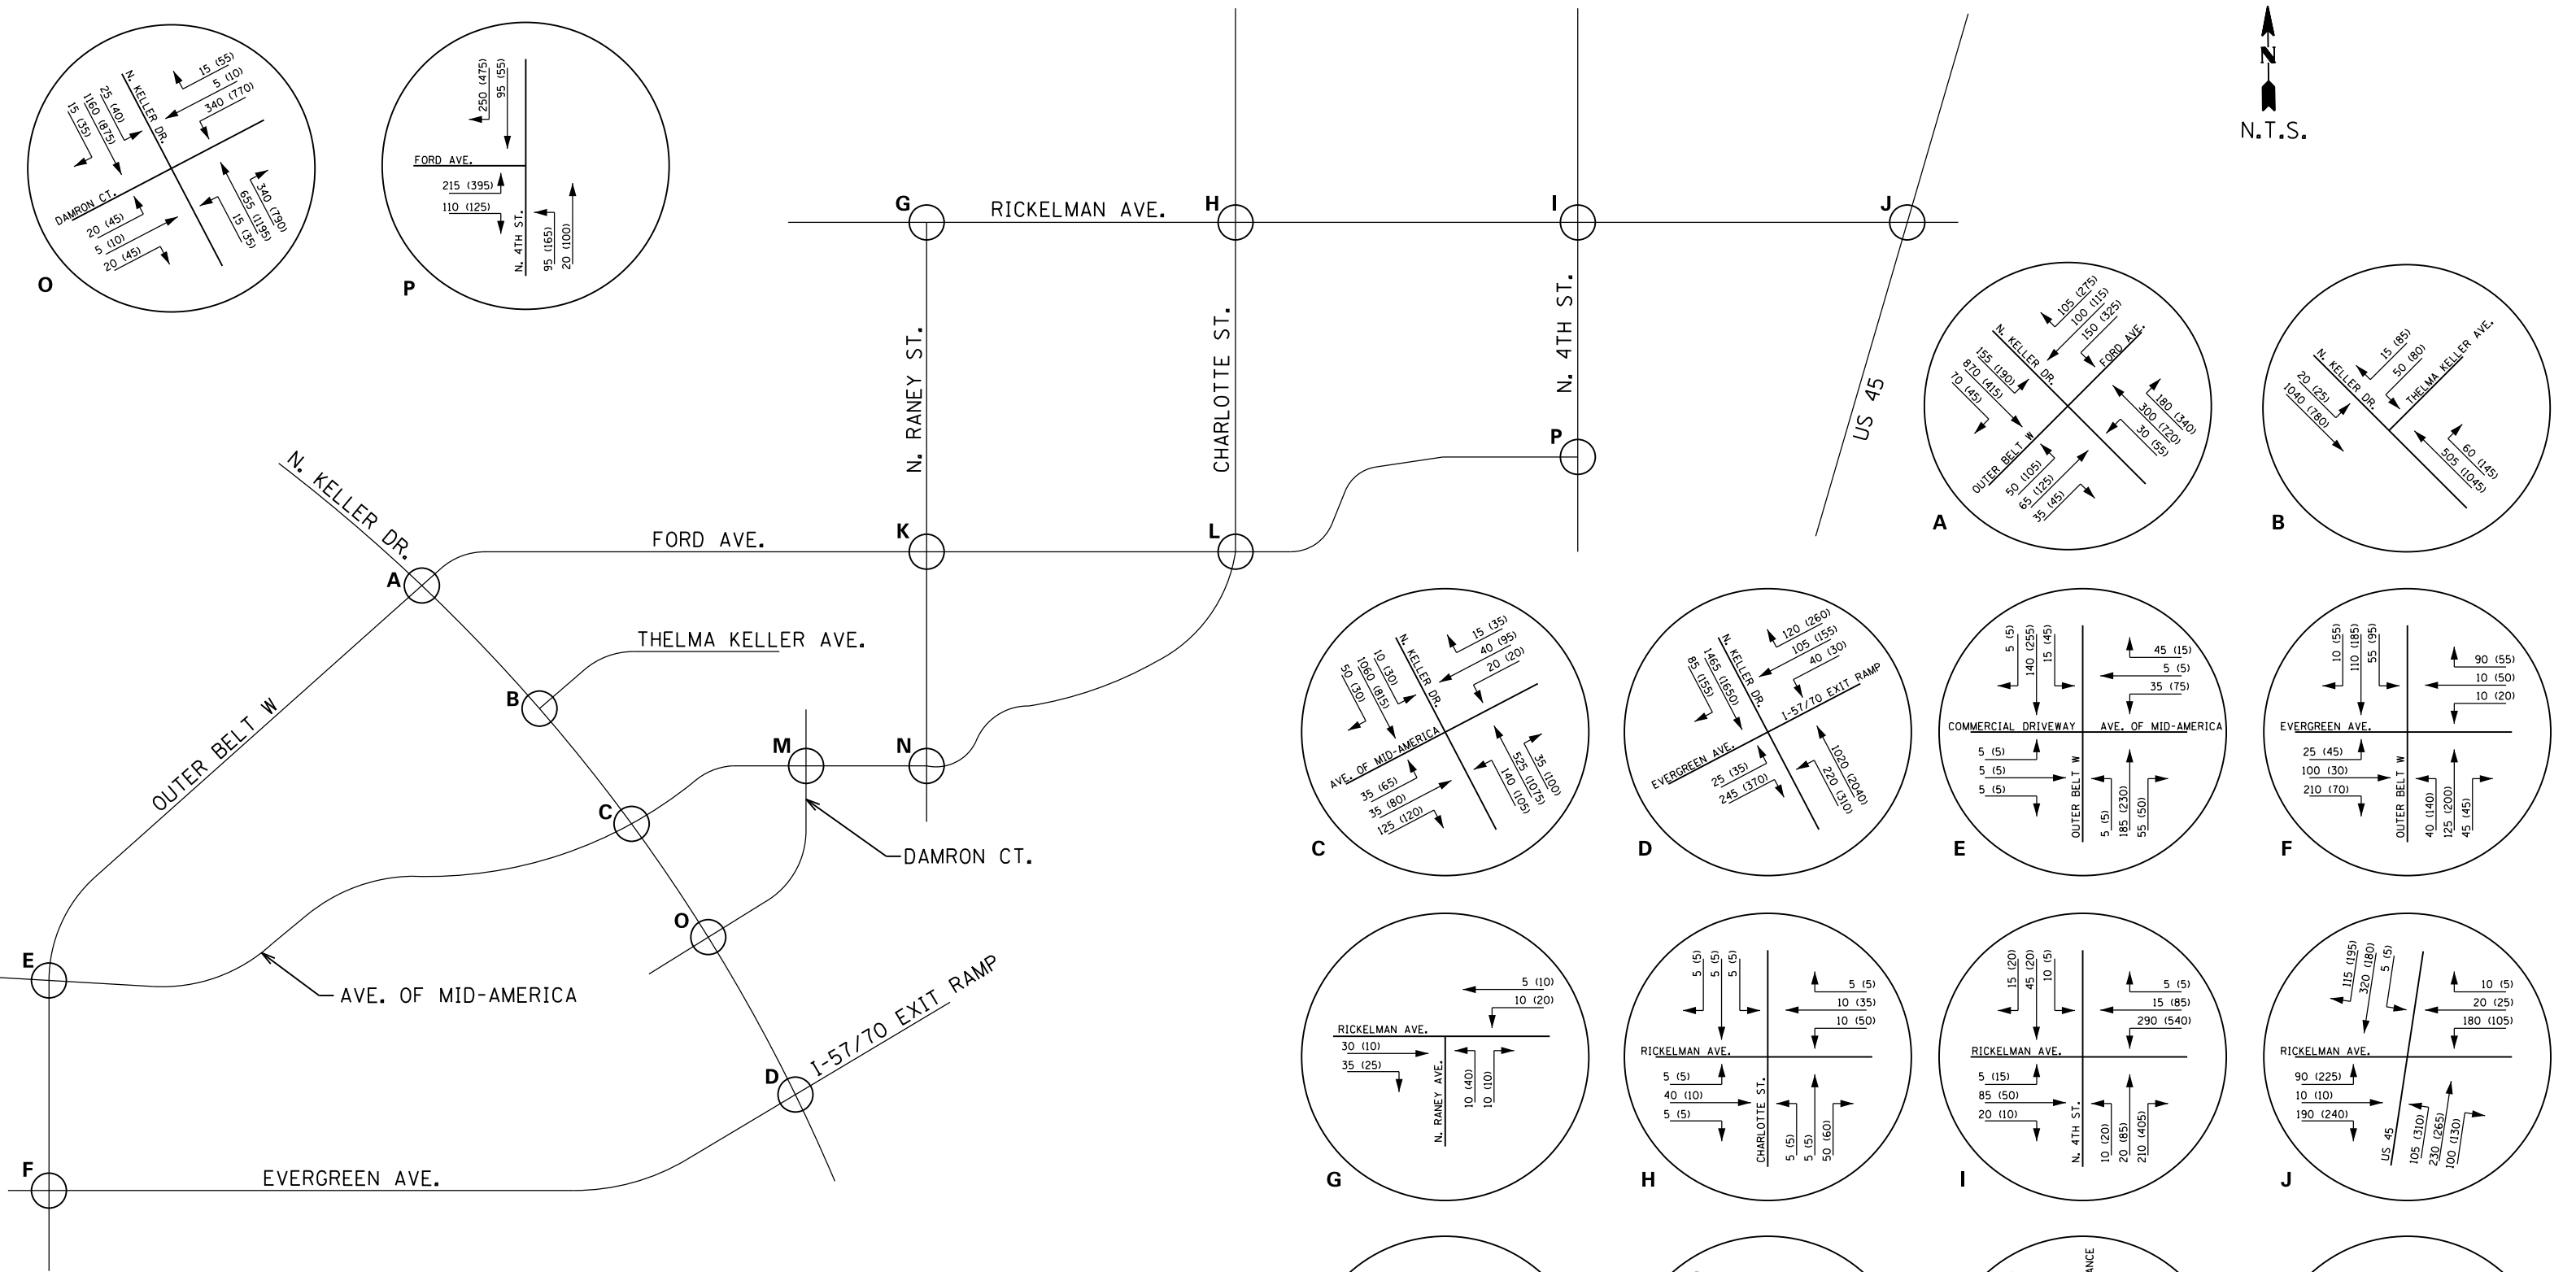 N
N.T.S.
N. KELLER DR.
15 (55)
5 (10)
340 (770)
25 (40)
1160 (875)
15 (35)
DAMRON CT.
20 (45)
5 (10)
20 (45)
340 (790)
655 (1195)
15 (35)
O
250 (475)
95 (55)
FORD AVE.
215 (395)
110 (125)
N. 4TH ST.
95 (165)
20 (100)
P
G
RICKELMAN AVE.
H
I
J
N. RANEY ST.
CHARLOTTE ST.
N. 4TH ST.
US 45
P
N. KELLER DR.
A
FORD AVE.
K
L
THELMA KELLER AVE.
B
OUTER BELT W
M
N
C
DAMRON CT.
O
E
AVE. OF MID-AMERICA
I-57/70 EXIT RAMP
D
F
EVERGREEN AVE.
105 (275)
100 (115)
150 (325)
N. KELLER DR.
FORD AVE.
155 (190)
870 (415)
70 (45)
180 (340)
300 (720)
30 (55)
OUTER BELT W
50 (105)
65 (125)
35 (45)
A
15 (85)
50 (80)
N. KELLER DR.
THELMA KELLER AVE.
20 (25)
1040 (780)
60 (145)
505 (1045)
B
15 (35)
40 (95)
20 (20)
N. KELLER DR.
10 (30)
1060 (815)
50 (30)
AVE. OF MID-AMERICA
35 (65)
35 (80)
125 (120)
35 (100)
525 (1075)
140 (105)
C
120 (260)
105 (155)
40 (30)
N. KELLER DR.
1465 (1650)
85 (155)
I-57/70 EXIT RAMP
EVERGREEN AVE.
25 (35)
245 (370)
1020 (2040)
220 (310)
D
5 (5)
140 (255)
15 (45)
45 (15)
5 (5)
35 (75)
COMMERCIAL DRIVEWAY
AVE. OF MID-AMERICA
5 (5)
5 (5)
5 (5)
OUTER BELT W
5 (5)
185 (230)
55 (50)
E
10 (55)
110 (185)
55 (95)
90 (55)
10 (50)
10 (20)
EVERGREEN AVE.
25 (45)
100 (30)
210 (70)
OUTER BELT W
40 (140)
125 (200)
45 (45)
F
5 (10)
10 (20)
RICKELMAN AVE.
30 (10)
35 (25)
N. RANEY AVE.
10 (40)
10 (10)
G
5 (5)
5 (5)
5 (5)
5 (5)
10 (35)
10 (50)
RICKELMAN AVE.
5 (5)
40 (10)
5 (5)
CHARLOTTE ST.
5 (5)
5 (5)
50 (60)
H
15 (20)
45 (20)
10 (5)
5 (5)
15 (85)
290 (540)
RICKELMAN AVE.
5 (15)
85 (50)
20 (10)
N. 4TH ST.
10 (20)
20 (85)
210 (405)
I
115 (195)
320 (180)
5 (5)
10 (5)
20 (25)
180 (105)
RICKELMAN AVE.
90 (225)
10 (10)
190 (240)
US 45
105 (310)
230 (265)
100 (130)
J